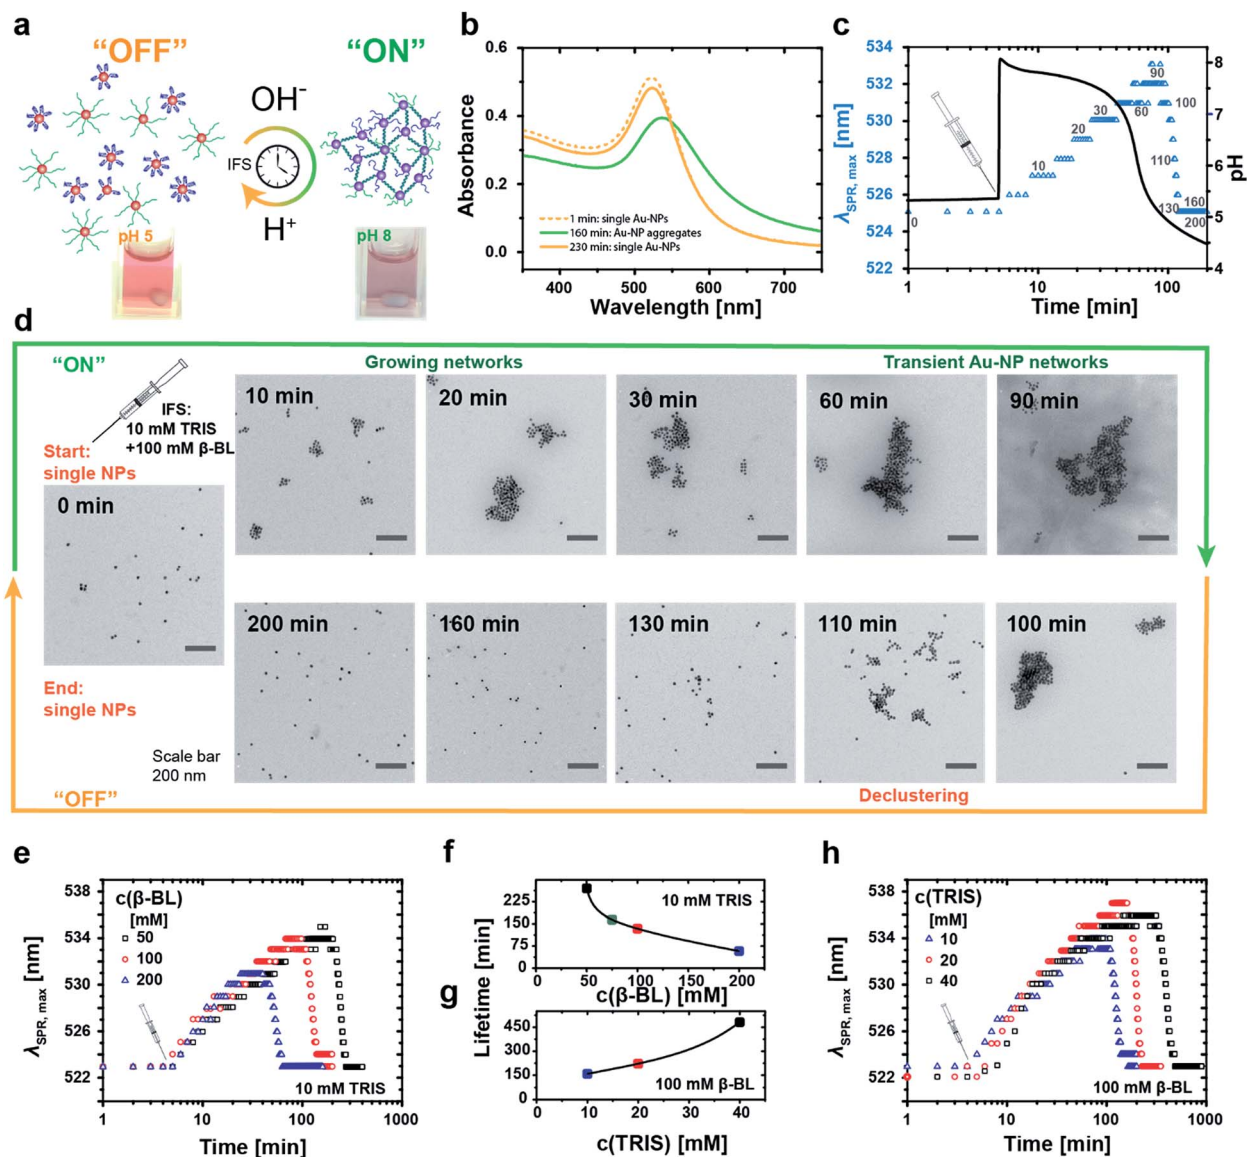 a
“OFF”
“ON”
OH⁻
IFS
H⁺
pH 5
pH 8
b
0.6
0.4
0.2
0.0
Absorbance
1 min: single Au-NPs
160 min: Au-NP aggregates
230 min: single Au-NPs
400
500
600
700
Wavelength [nm]
c
534
532
530
528
526
524
522
λSPR, max [nm]
0
10
20
30
60
90
100
110
130
160
200
8
7
6
5
4
pH
1
10
100
Time [min]
d
“ON”
Growing networks
Transient Au-NP networks
IFS:
10 mM TRIS
+100 mM β-BL
Start:
single NPs
0 min
10 min
20 min
30 min
60 min
90 min
200 min
160 min
130 min
110 min
100 min
End:
single NPs
Scale bar
200 nm
“OFF”
Declustering
e
538
534
530
526
522
λSPR, max [nm]
c(β-BL)
[mM]
50
100
200
10 mM TRIS
1
10
100
1000
Time [min]
f
225
150
75
0
10 mM TRIS
0
50
100
150
200
c(β-BL) [mM]
Lifetime [min]
g
450
300
150
0
100 mM β-BL
0
10
20
30
40
c(TRIS) [mM]
h
538
534
530
526
522
λSPR, max [nm]
c(TRIS)
[mM]
10
20
40
100 mM β-BL
1
10
100
1000
Time [min]